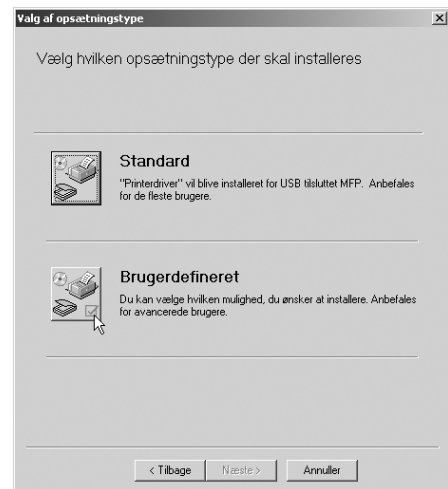 Valg af opsætningstype
Vælg hvilken opsætningtype der skal installeres
Standard
"Printerdriver" vil blive installeret for USB tilsluttet MFP. Anbefales
for de fleste brugere.
Brugerdefineret
Du kan vælge hvilken mulighed, du ønsker at installere. Anbefales
for avancerede brugere.
< Tilbage
Næste >
Annuller